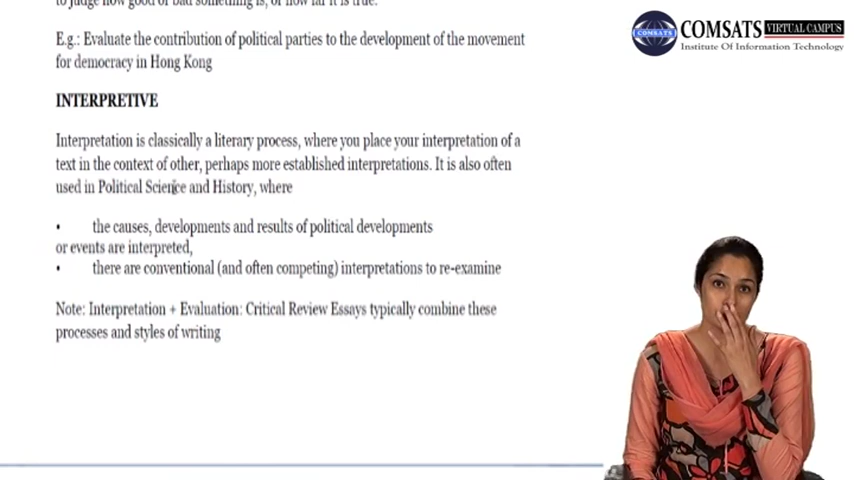 to judge how good or bad something is, or how far it is true.
COMSATS VIRTUAL CAMPUS
COMSATS
Institute Of Information Technology
E.g.: Evaluate the contribution of political parties to the development of the movement
for democracy in Hong Kong
INTERPRETIVE
Interpretation is classically a literary process, where you place your interpretation of a
text in the context of other, perhaps more established interpretations. It is also often
used in Political Science and History, where
• the causes, developments and results of political developments
or events are interpreted,
• there are conventional (and often competing) interpretations to re-examine
Note: Interpretation + Evaluation: Critical Review Essays typically combine these
processes and styles of writing